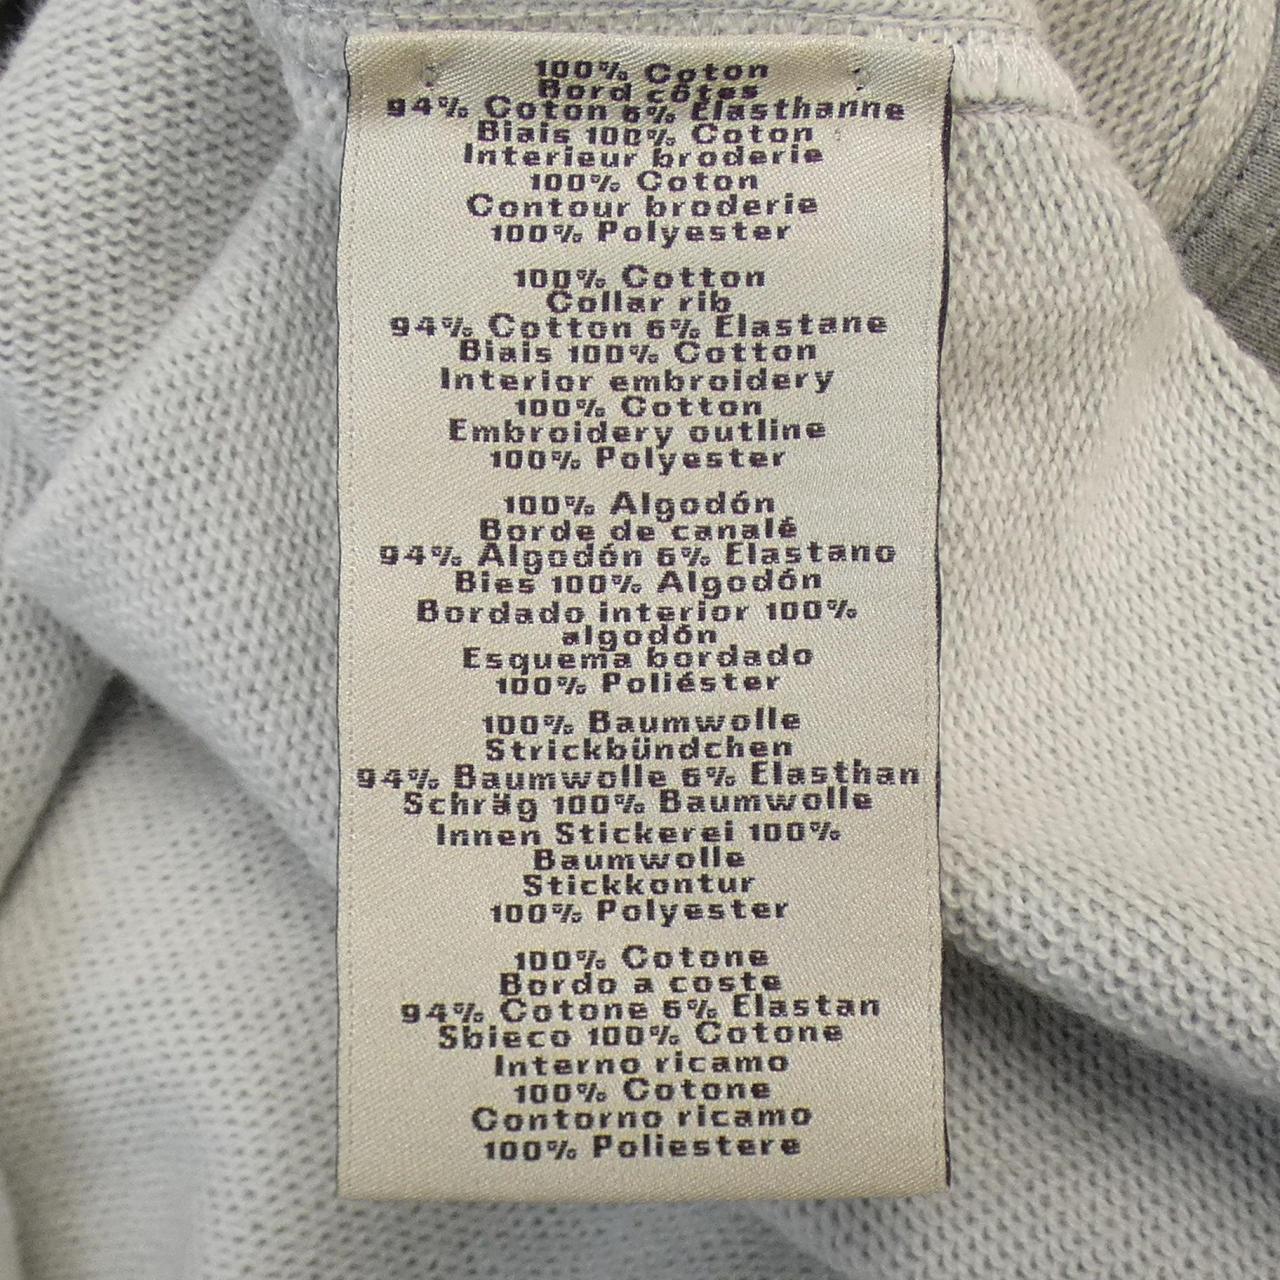 100% Coton
Bord côtes
94% Coton 6% Elasthanne
Biais 100% Coton
Interieur broderie
100% Coton
Contour broderie
100% Polyester
100% Cotton
Collar rib
94% Cotton 6% Elastane
Biais 100% Cotton
Interior embroidery
100% Cotton
Embroidery outline
100% Polyester
100% Algodón
Borde de canalé
94% Algodón 6% Elastano
Bies 100% Algodón
Bordado interior 100%
algodón
Esquema bordado
100% Poliéster
100% Baumwolle
Strickbündchen
94% Baumwolle 6% Elasthan
Schräg 100% Baumwolle
Innen Stickerei 100%
Baumwolle
Stickkontur
100% Polyester
100% Cotone
Bordo a coste
94% Cotone 6% Elastan
Sbieco 100% Cotone
Interno ricamo
100% Cotone
Contorno ricamo
100% Poliestere